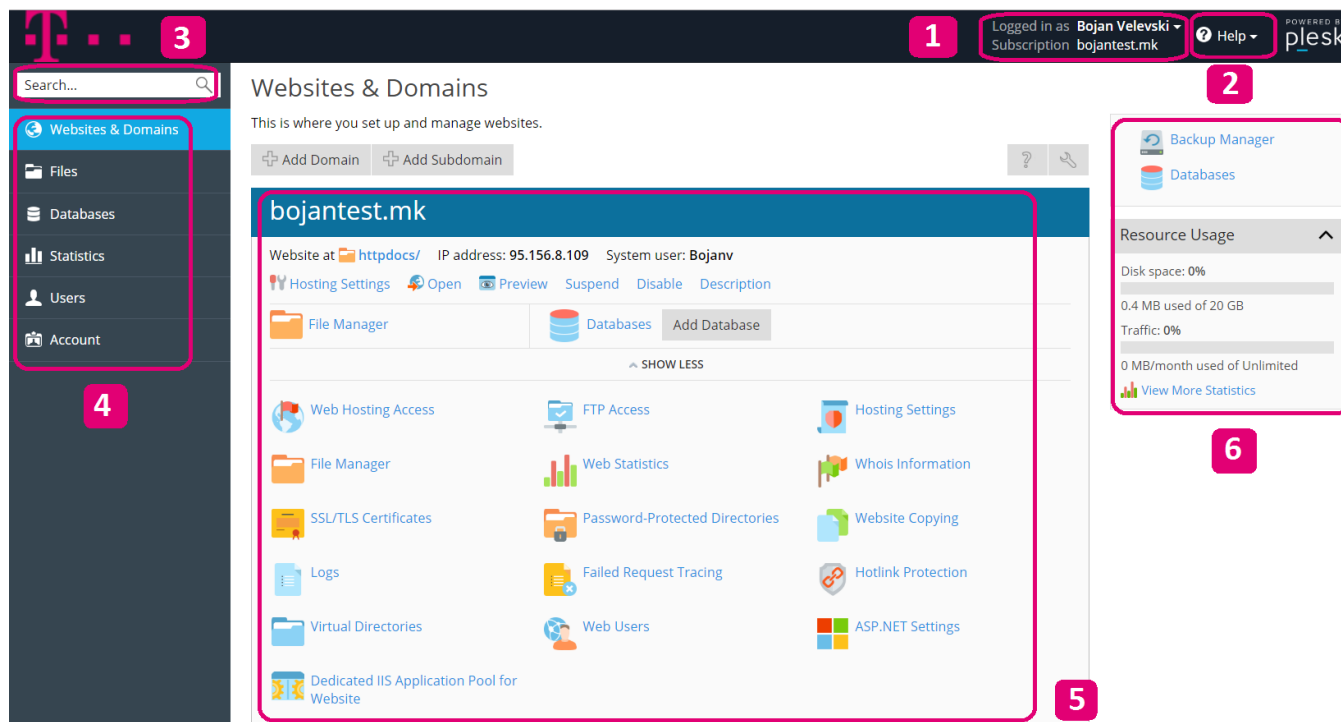 3
1
Logged in as Bojan Velevski
Subscription bojantest.mk
Help
POWERED B
plesk
2
Search...
Websites & Domains
Files
Databases
Statistics
Users
Account
4
Websites & Domains
This is where you set up and manage websites.
Add Domain Add Subdomain
?
bojantest.mk
Website at httpdocs/ IP address: 95.156.8.109 System user: Bojanv
Hosting Settings Open Preview Suspend Disable Description
File Manager Databases Add Database
SHOW LESS
Web Hosting Access FTP Access Hosting Settings
File Manager Web Statistics Whois Information
SSL/TLS Certificates Password-Protected Directories Website Copying
Logs Failed Request Tracing Hotlink Protection
Virtual Directories Web Users ASP.NET Settings
Dedicated IIS Application Pool for
Website
5
Backup Manager
Databases
Resource Usage
Disk space: 0%
0.4 MB used of 20 GB
Traffic: 0%
0 MB/month used of Unlimited
View More Statistics
6